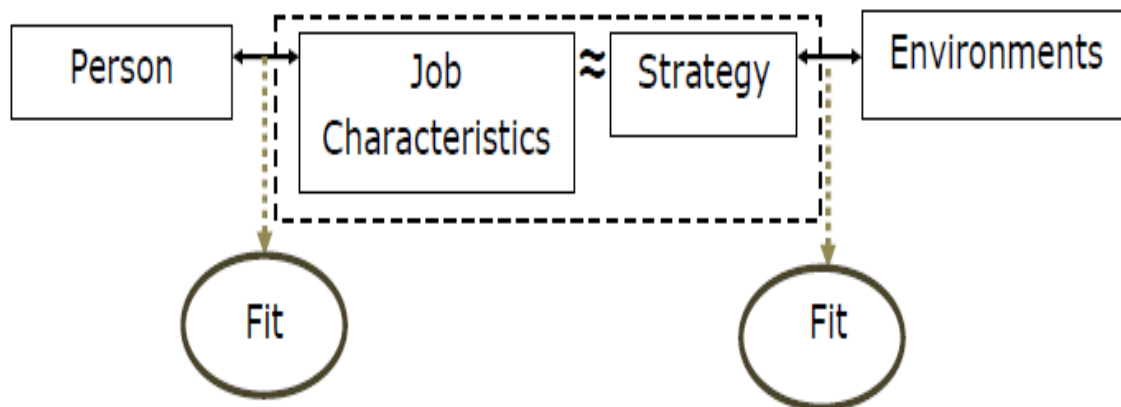 Person
Job
Characteristics
≈
Strategy
Environments
Fit
Fit